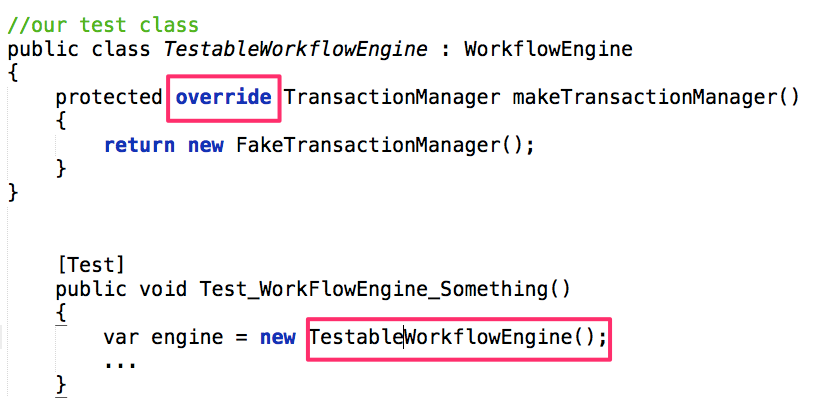 //our test class
public class TestableWorkflowEngine : WorkflowEngine
{
    protected override TransactionManager makeTransactionManager()
    {
        return new FakeTransactionManager();
    }
}
    [Test]
    public void Test_WorkFlowEngine_Something()
    {
        var engine = new TestableWorkflowEngine();
        ...
    }